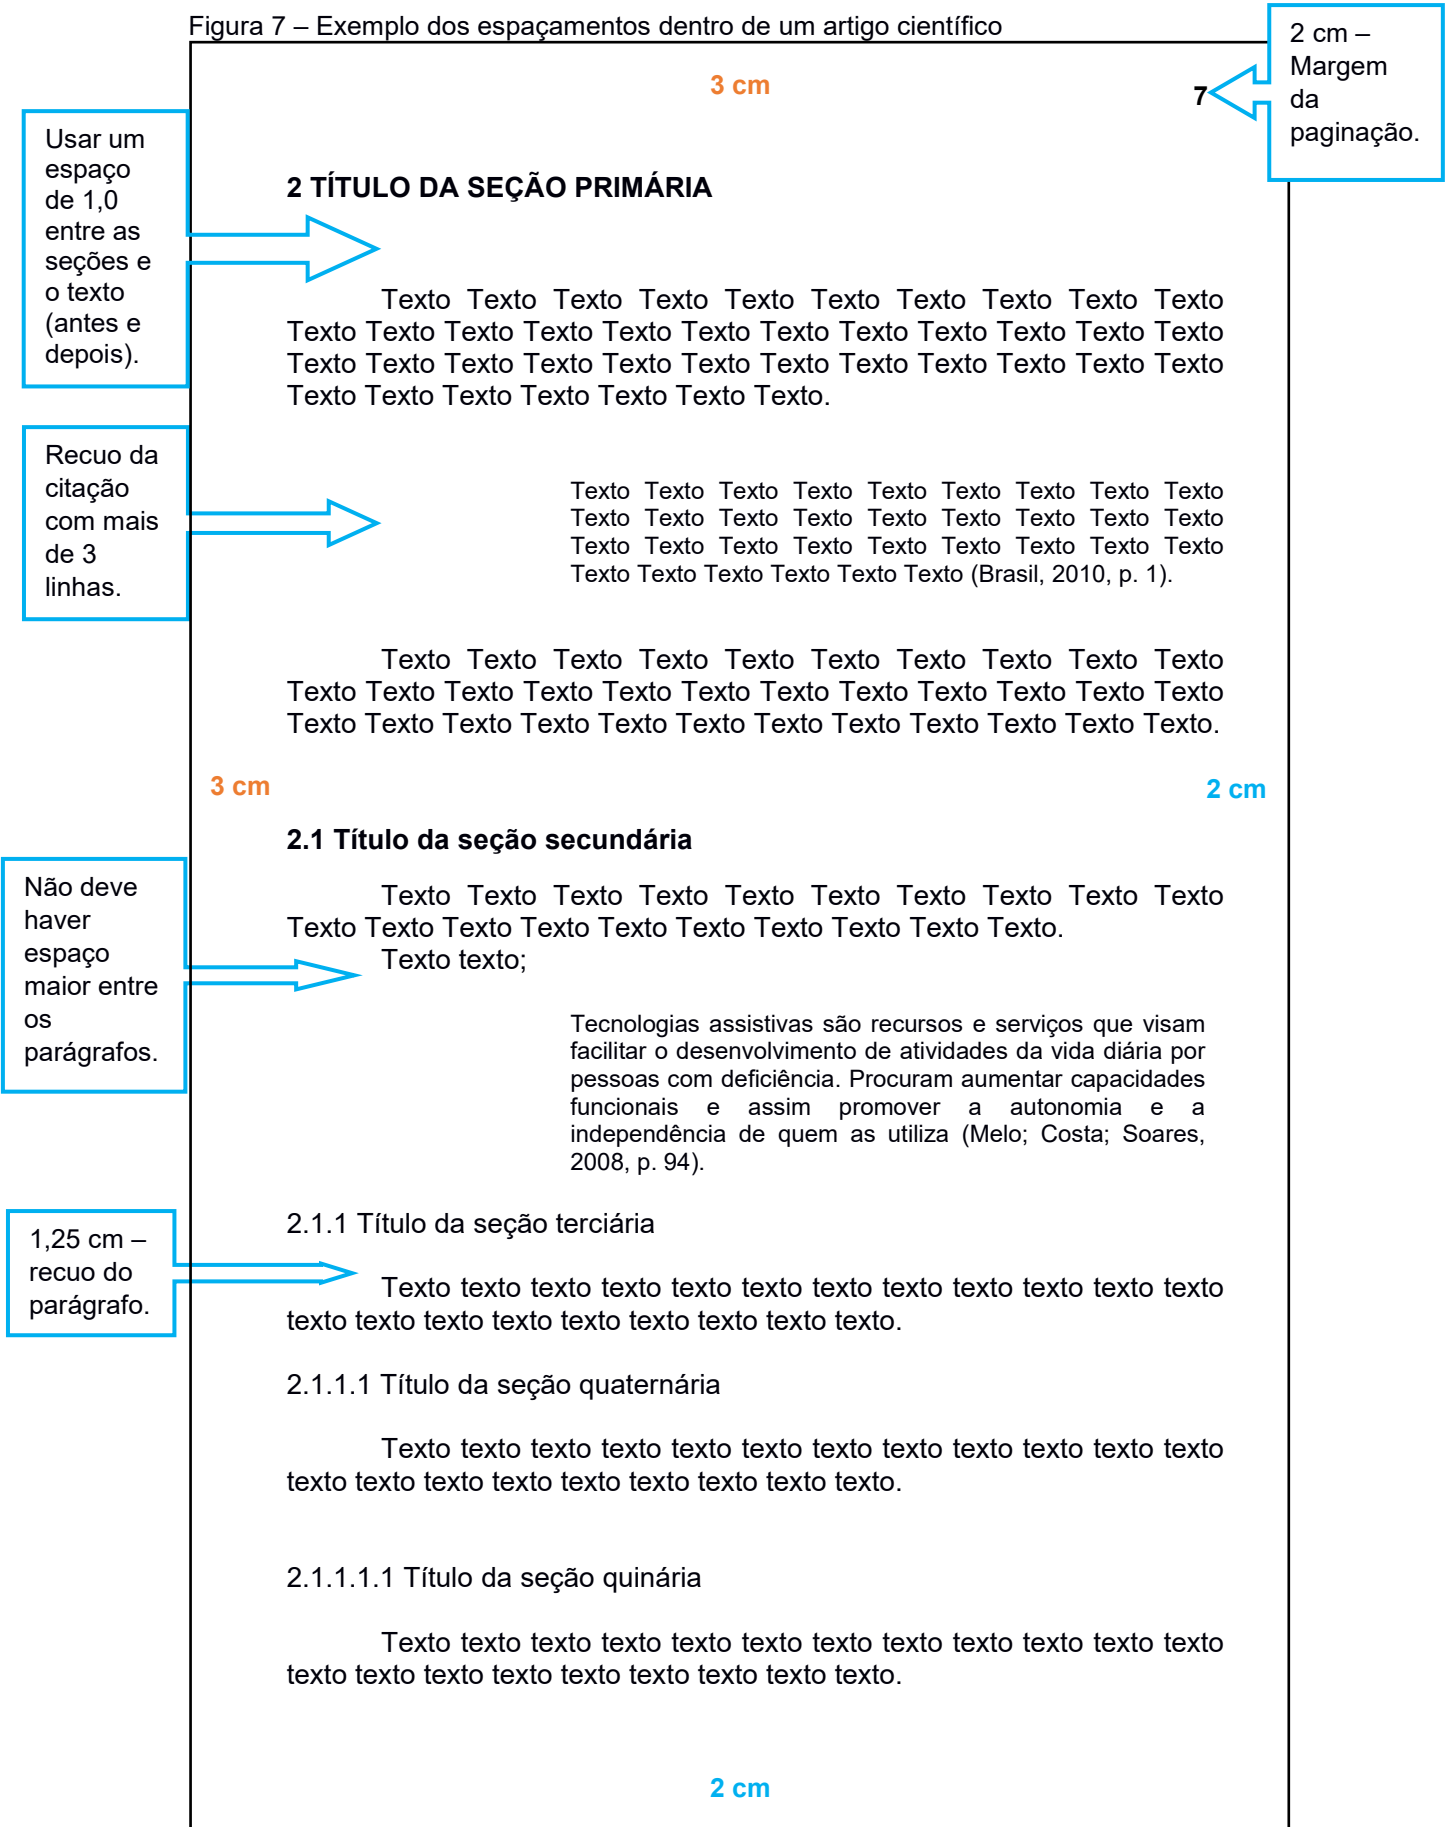 Figura 7 – Exemplo dos espaçamentos dentro de um artigo científico
2 cm –
Margem
da
paginação.
3 cm
7
Usar um
espaço
de 1,0
entre as
seções e
o texto
(antes e
depois).
2 TÍTULO DA SEÇÃO PRIMÁRIA
Texto Texto Texto Texto Texto Texto Texto Texto Texto Texto
Texto Texto Texto Texto Texto Texto Texto Texto Texto Texto Texto Texto
Texto Texto Texto Texto Texto Texto Texto Texto Texto Texto Texto Texto
Texto Texto Texto Texto Texto Texto Texto.
Recuo da
citação
com mais
de 3
linhas.
Texto Texto Texto Texto Texto Texto Texto Texto Texto
Texto Texto Texto Texto Texto Texto Texto Texto Texto
Texto Texto Texto Texto Texto Texto Texto Texto Texto
Texto Texto Texto Texto Texto Texto (Brasil, 2010, p. 1).
Texto Texto Texto Texto Texto Texto Texto Texto Texto Texto
Texto Texto Texto Texto Texto Texto Texto Texto Texto Texto Texto Texto
Texto Texto Texto Texto Texto Texto Texto Texto Texto Texto Texto Texto.
3 cm
2 cm
2.1 Título da seção secundária
Não deve
haver
espaço
maior entre
os
parágrafos.
Texto Texto Texto Texto Texto Texto Texto Texto Texto Texto
Texto Texto Texto Texto Texto Texto Texto Texto Texto Texto.
Texto texto;
Tecnologias assistivas são recursos e serviços que visam
facilitar o desenvolvimento de atividades da vida diária por
pessoas com deficiência. Procuram aumentar capacidades
funcionais e assim promover a autonomia e a
independência de quem as utiliza (Melo; Costa; Soares,
2008, p. 94).
2.1.1 Título da seção terciária
1,25 cm –
recuo do
parágrafo.
Texto texto texto texto texto texto texto texto texto texto texto texto
texto texto texto texto texto texto texto texto texto.
2.1.1.1 Título da seção quaternária
Texto texto texto texto texto texto texto texto texto texto texto texto
texto texto texto texto texto texto texto texto texto.
2.1.1.1.1 Título da seção quinária
Texto texto texto texto texto texto texto texto texto texto texto texto
texto texto texto texto texto texto texto texto texto.
2 cm